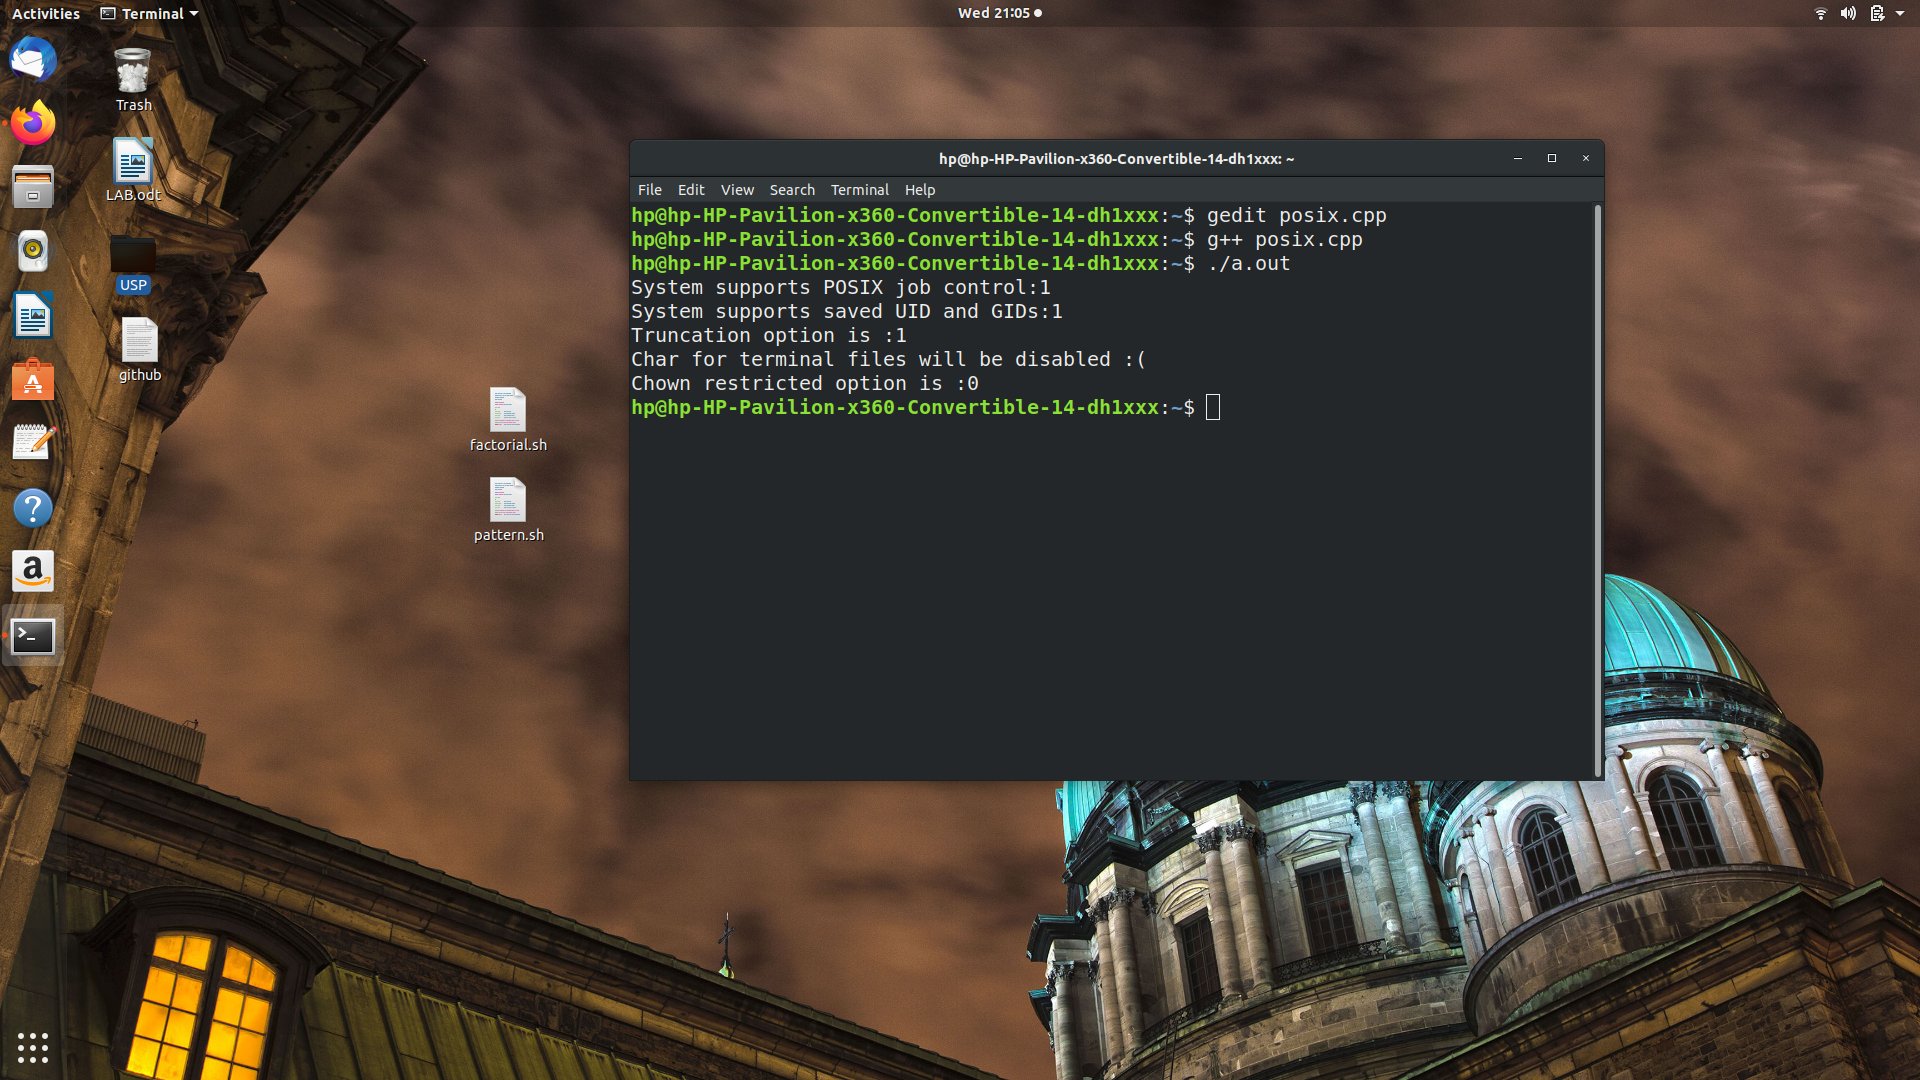 Activities
Terminal
Wed 21:05
Trash
LAB.odt
USP
github
factorial.sh
pattern.sh
hp@hp-HP-Pavilion-x360-Convertible-14-dh1xxx: ~
File Edit View Search Terminal Help
hp@hp-HP-Pavilion-x360-Convertible-14-dh1xxx:~$ gedit posix.cpp
hp@hp-HP-Pavilion-x360-Convertible-14-dh1xxx:~$ g++ posix.cpp
hp@hp-HP-Pavilion-x360-Convertible-14-dh1xxx:~$ ./a.out
System supports POSIX job control:1
System supports saved UID and GIDs:1
Truncation option is :1
Char for terminal files will be disabled :(
Chown restricted option is :0
hp@hp-HP-Pavilion-x360-Convertible-14-dh1xxx:~$